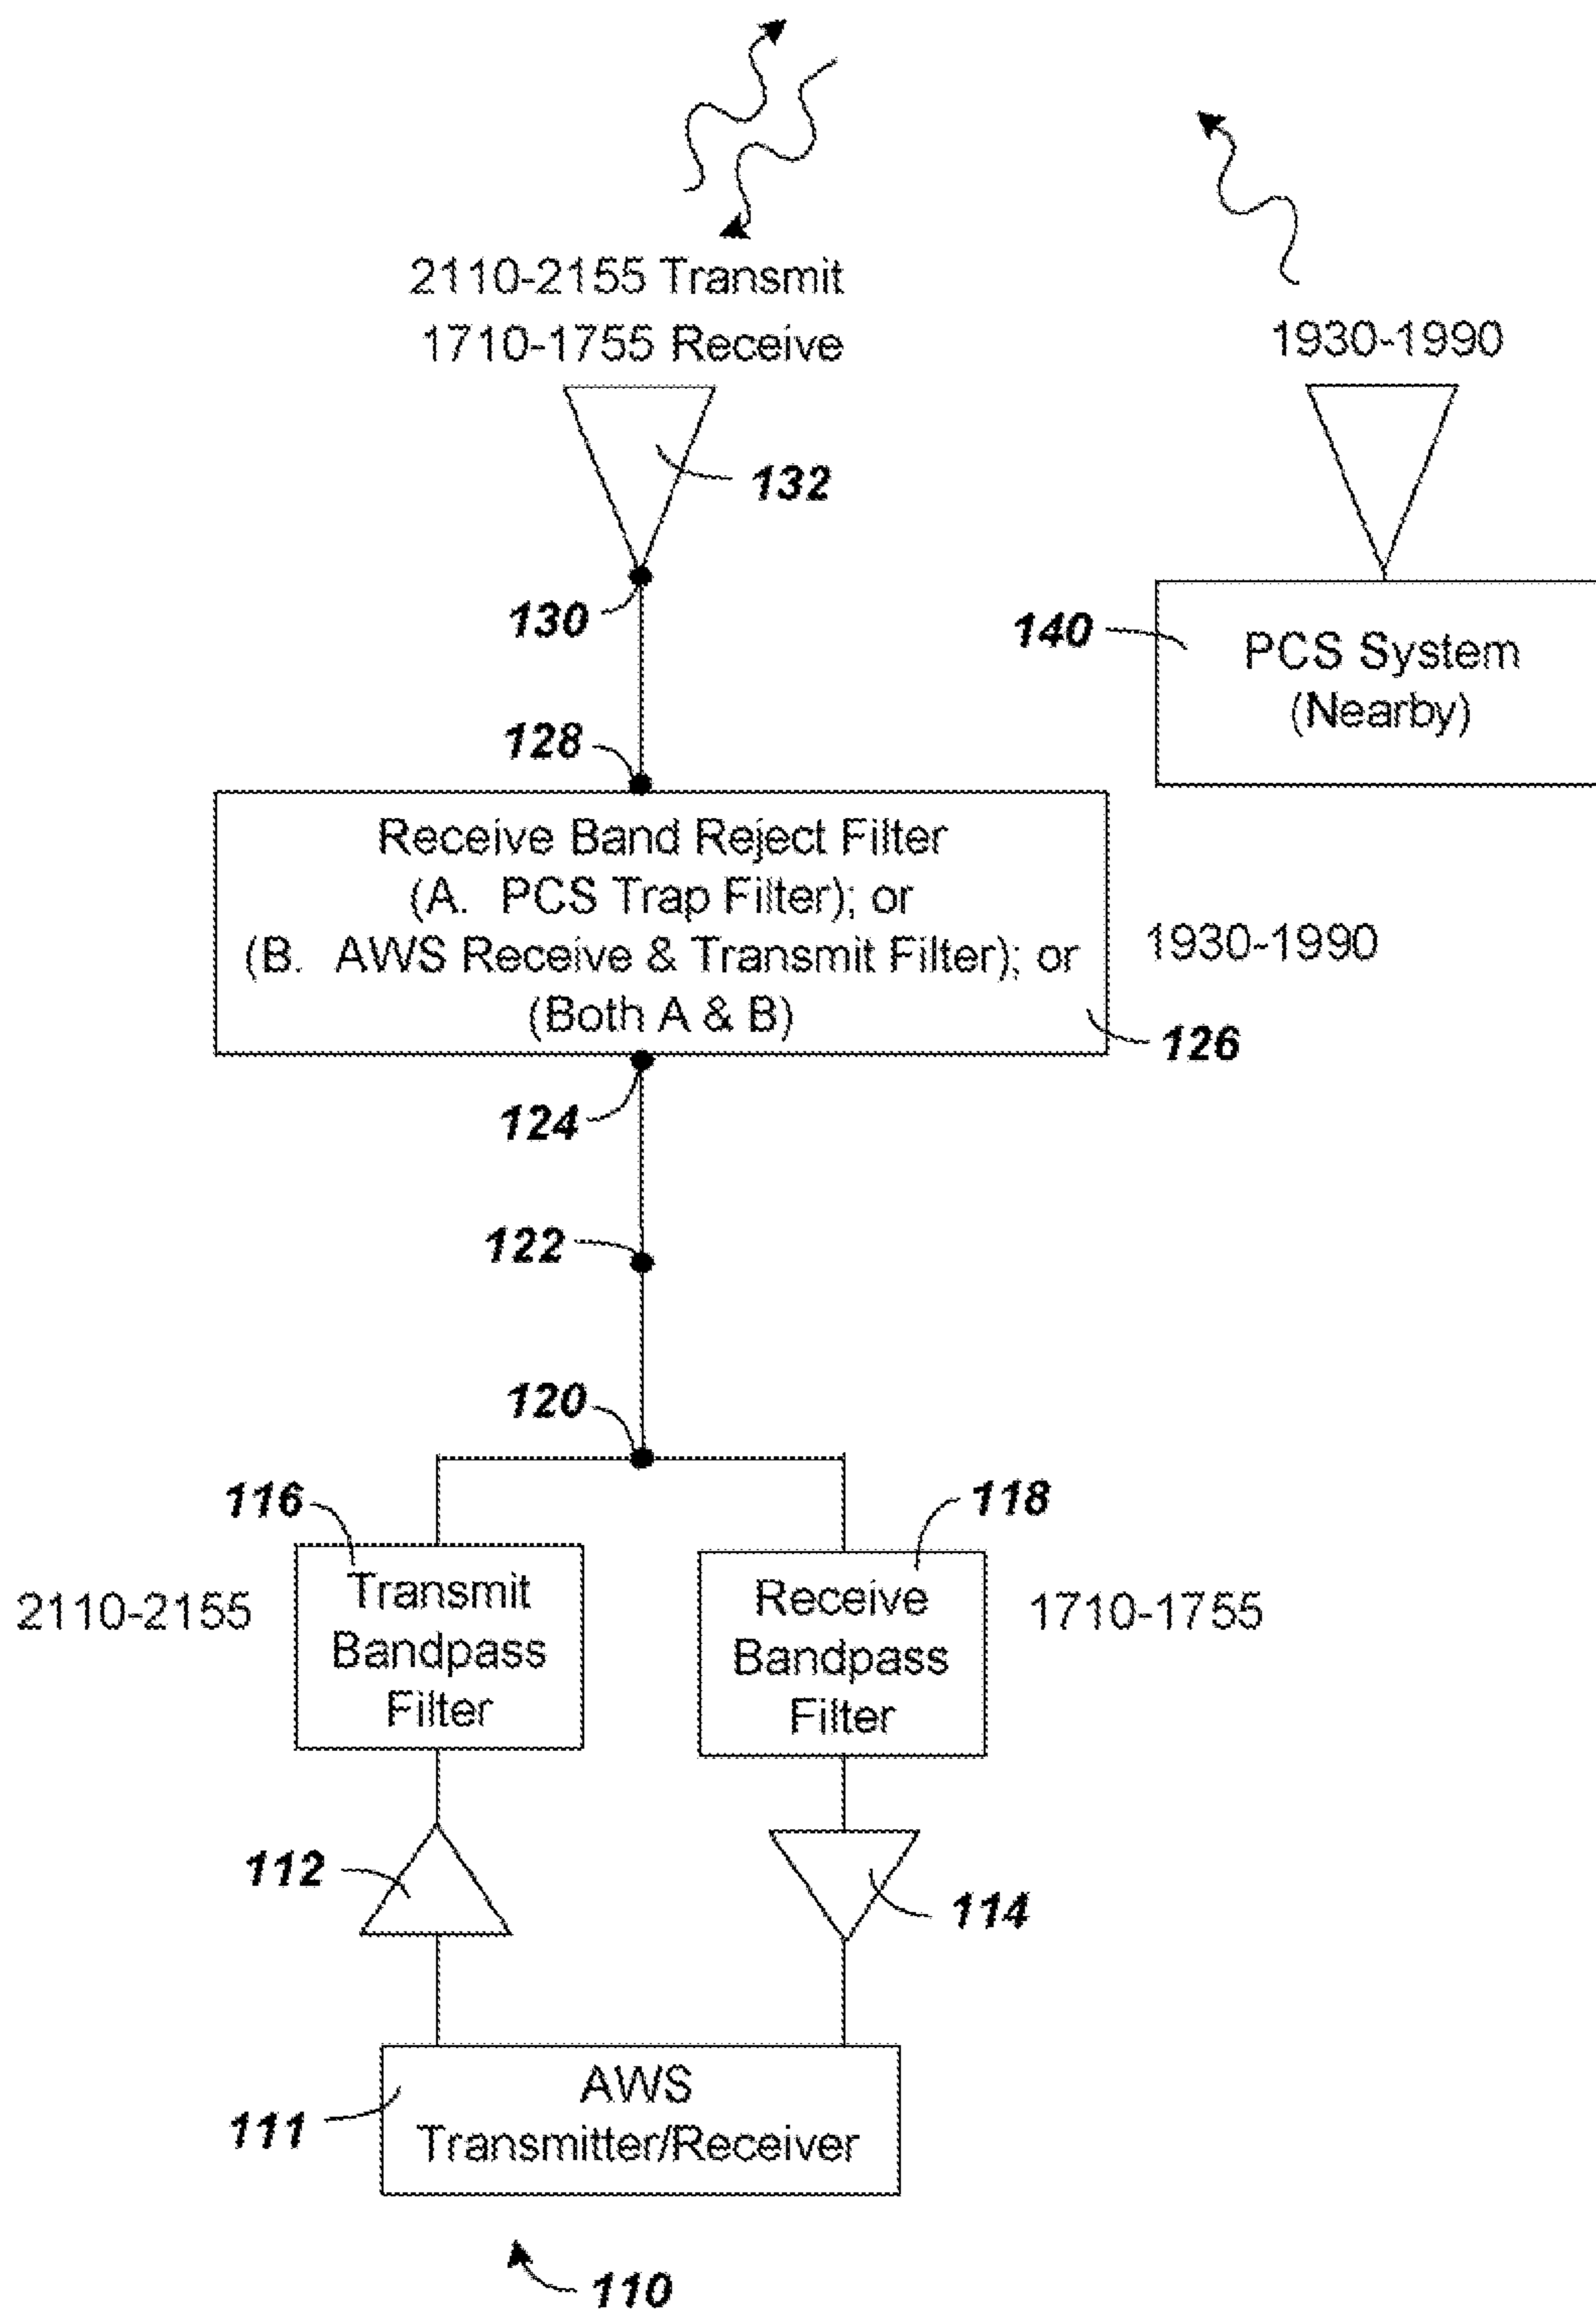 2110-2155 Transmit
1710-1755 Receive
1930-1990
132
130
140
PCS System
(Nearby)
128
Receive Band Reject Filter
(A. PCS Trap Filter); or
(B. AWS Receive & Transmit Filter); or
(Both A & B)
1930-1990
126
124
122
120
116
118
2110-2155
Transmit
Bandpass
Filter
Receive
Bandpass
Filter
1710-1755
112
114
AWS
Transmitter/Receiver
111
110